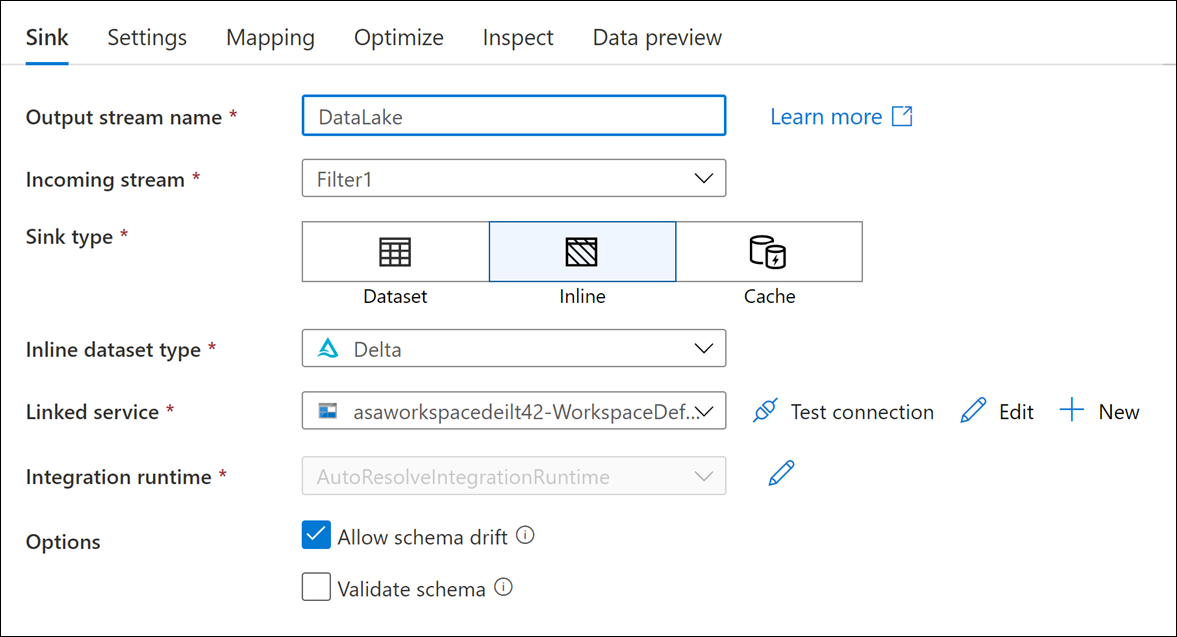 Sink Settings Mapping Optimize Inspect Data preview
Output stream name * DataLake Learn more
Incoming stream * Filter1
Sink type *
Dataset Inline Cache
Inline dataset type * Delta
Linked service * asaworkspacedeilt42-WorkspaceDef... Test connection Edit New
Integration runtime * AutoResolveIntegrationRuntime
Options Allow schema drift
Validate schema